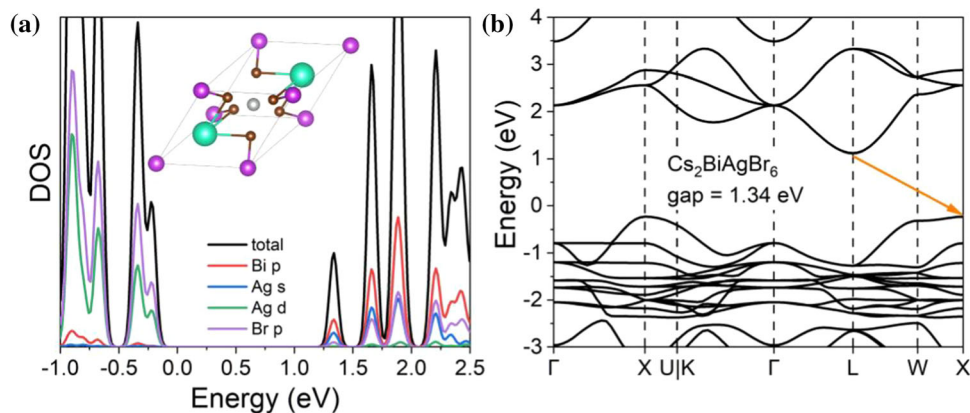 (a)
DOS
total
Bi p
Ag s
Ag d
Br p
-1.0 -0.5 0.0 0.5 1.0 1.5 2.0 2.5
Energy (eV)
(b)
4
3
2
1
0
-1
-2
-3
Energy (eV)
Cs₂BiAgBr₆
gap = 1.34 eV
Γ X U|K Γ L W X